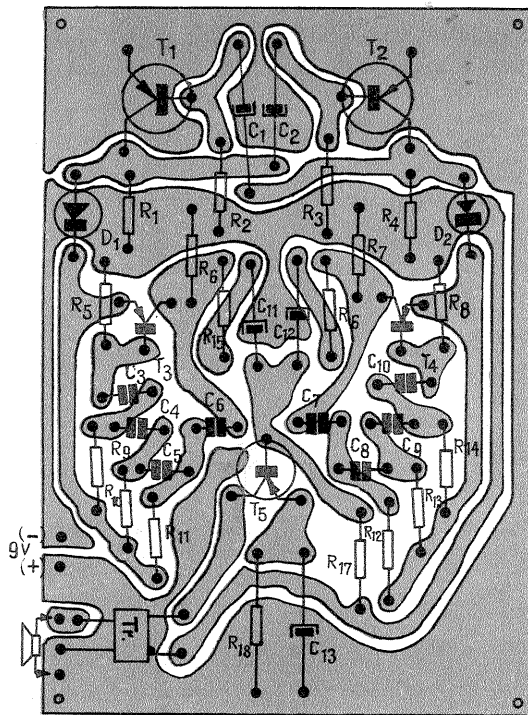 T1 T2
C1 C2
R1 R2 R3 R4
D1 D2
R6 R7
R5 R8
C11 C12
R15 R16
T3 T4
C3 C10
C4 C6 C7 C9
R9 R14
C5 C8
R10 R13
T5
R11 R17 R12
(-
9V
(+
Tr.
R18 C13